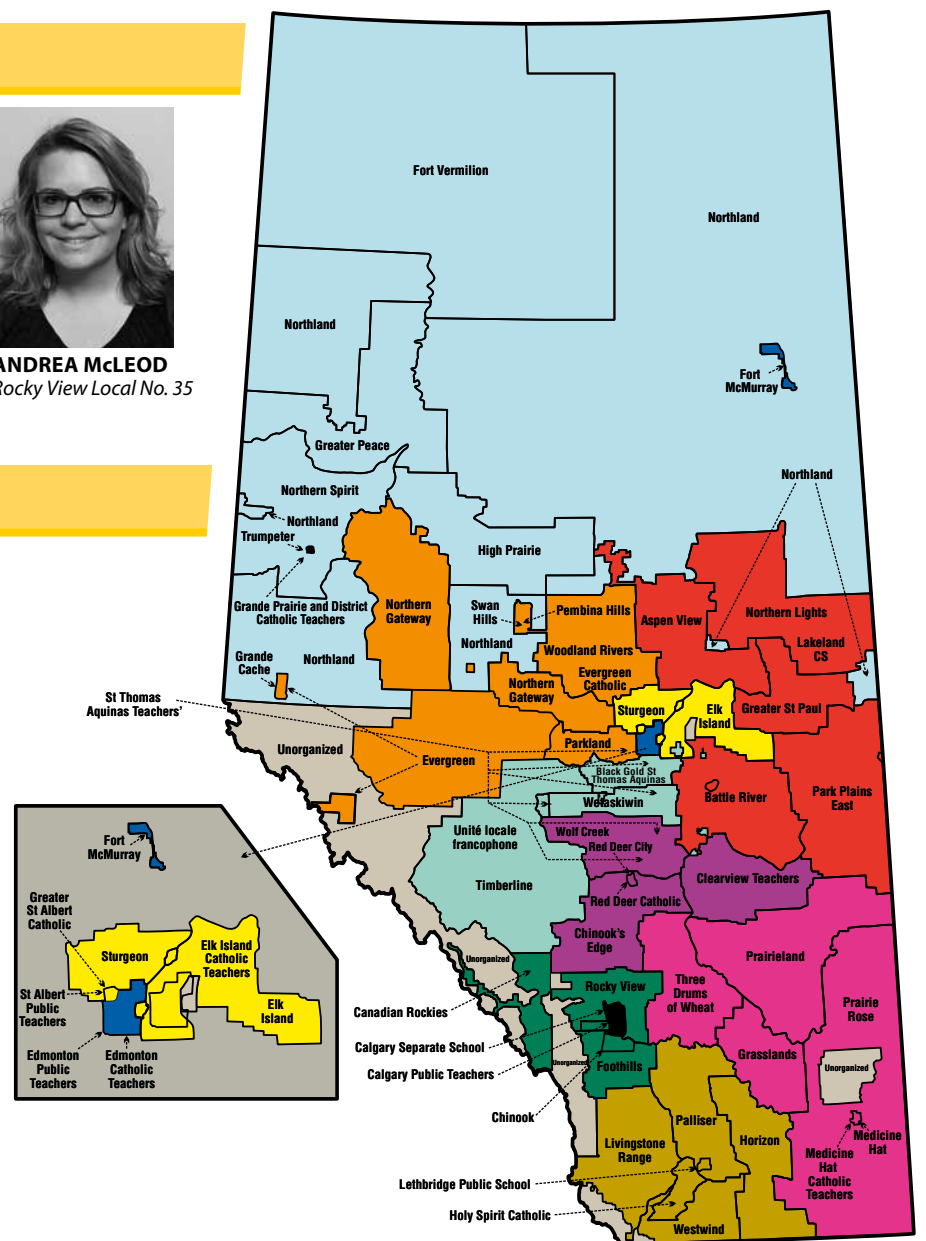 ANDREA McLEOD
Rocky View Local No. 35
Fort Vermilion
Northland
Northland
Fort
McMurray
Greater Peace
Northland
Northern Spirit
Northland
Trumpeter
High Prairie
Grande Prairie and District
Catholic Teachers
Northern
Gateway
Swan
Hills
Pembina Hills
Aspen View
Northern Lights
Lakeland
CS
Northland
Woodland Rivers
Grande
Cache
Northland
Evergreen
Catholic
Northern
Gateway
St Thomas
Aquinas Teachers'
Sturgeon
Elk
Island
Greater St Paul
Unorganized
Parkland
Evergreen
Black Gold St
Thomas Aquinas
Wetaskiwin
Battle River
Park Plains
East
Unité locale
francophone
Wolf Creek
Red Deer City
Timberline
Clearview Teachers
Red Deer Catholic
Chinook's
Edge
Prairieland
Unorganized
Rocky View
Three
Drums
of Wheat
Prairie
Rose
Canadian Rockies
Calgary Separate School
Calgary Public Teachers
Unorganized
Foothills
Grasslands
Unorganized
Chinook
Palliser
Livingstone
Range
Horizon
Medicine
Hat
Medicine
Hat
Catholic
Teachers
Lethbridge Public School
Holy Spirit Catholic
Westwind
Fort
McMurray
Greater
St Albert
Catholic
Sturgeon
Elk Island
Catholic
Teachers
St Albert
Public
Teachers
Elk
Island
Edmonton
Public
Teachers
Edmonton
Catholic
Teachers